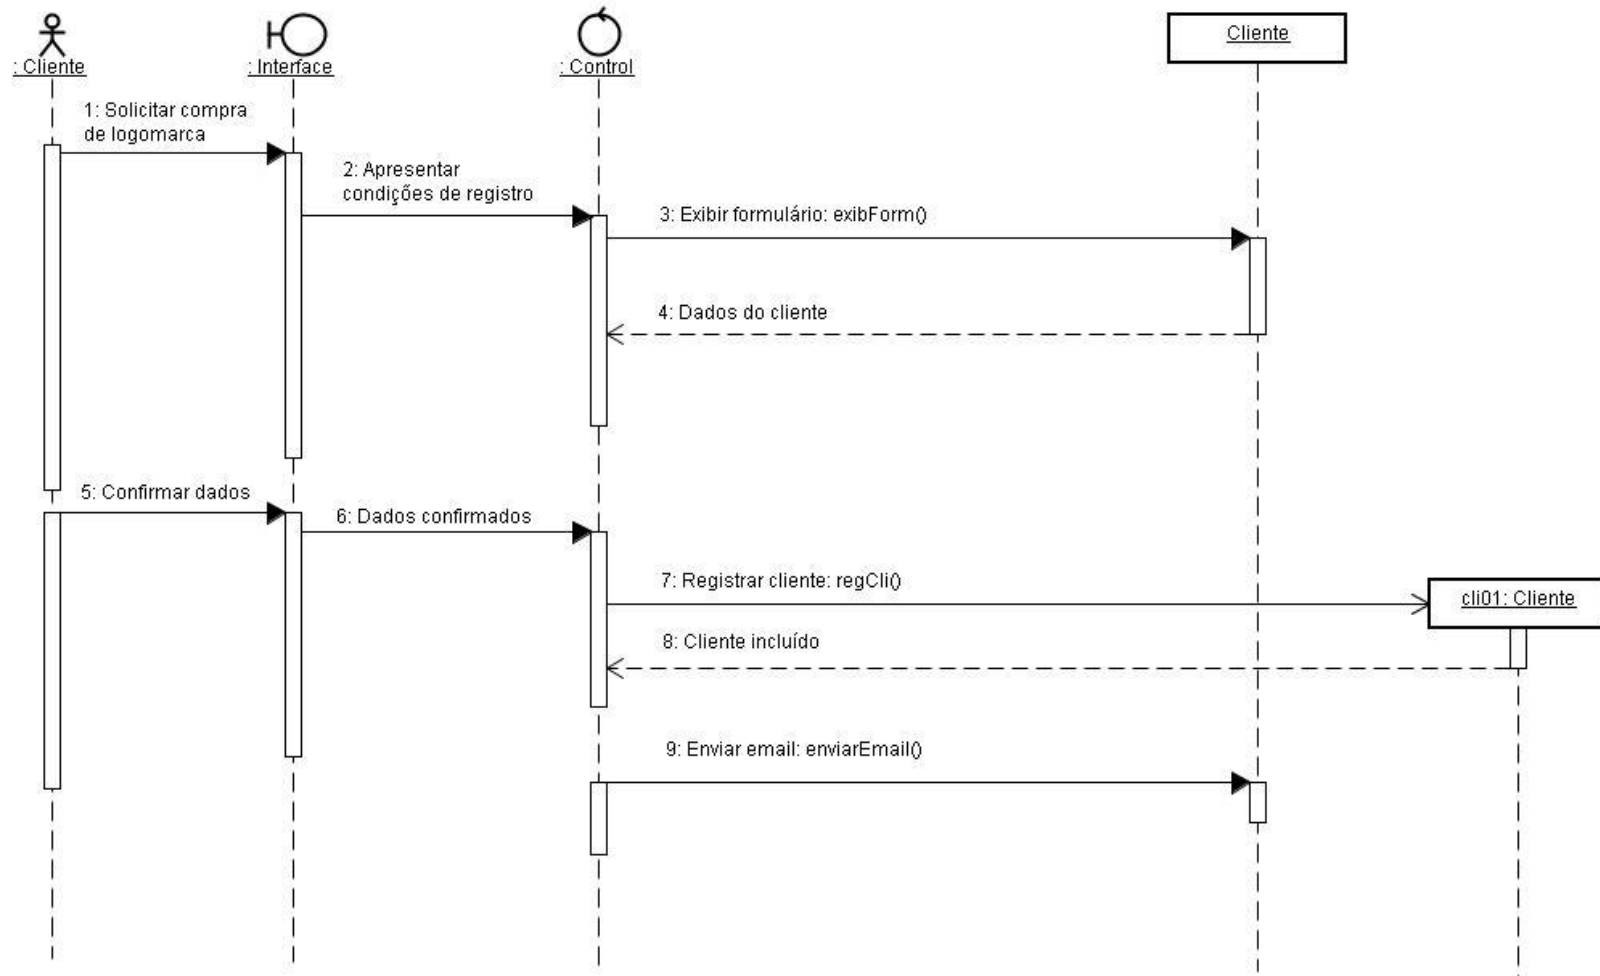 : Cliente
: Interface
: Control
Cliente
1: Solicitar compra
de logomarca
2: Apresentar
condições de registro
3: Exibir formulário: exibForm()
4: Dados do cliente
5: Confirmar dados
6: Dados confirmados
7: Registrar cliente: regCli()
cli01: Cliente
8: Cliente incluído
9: Enviar email: enviarEmail()